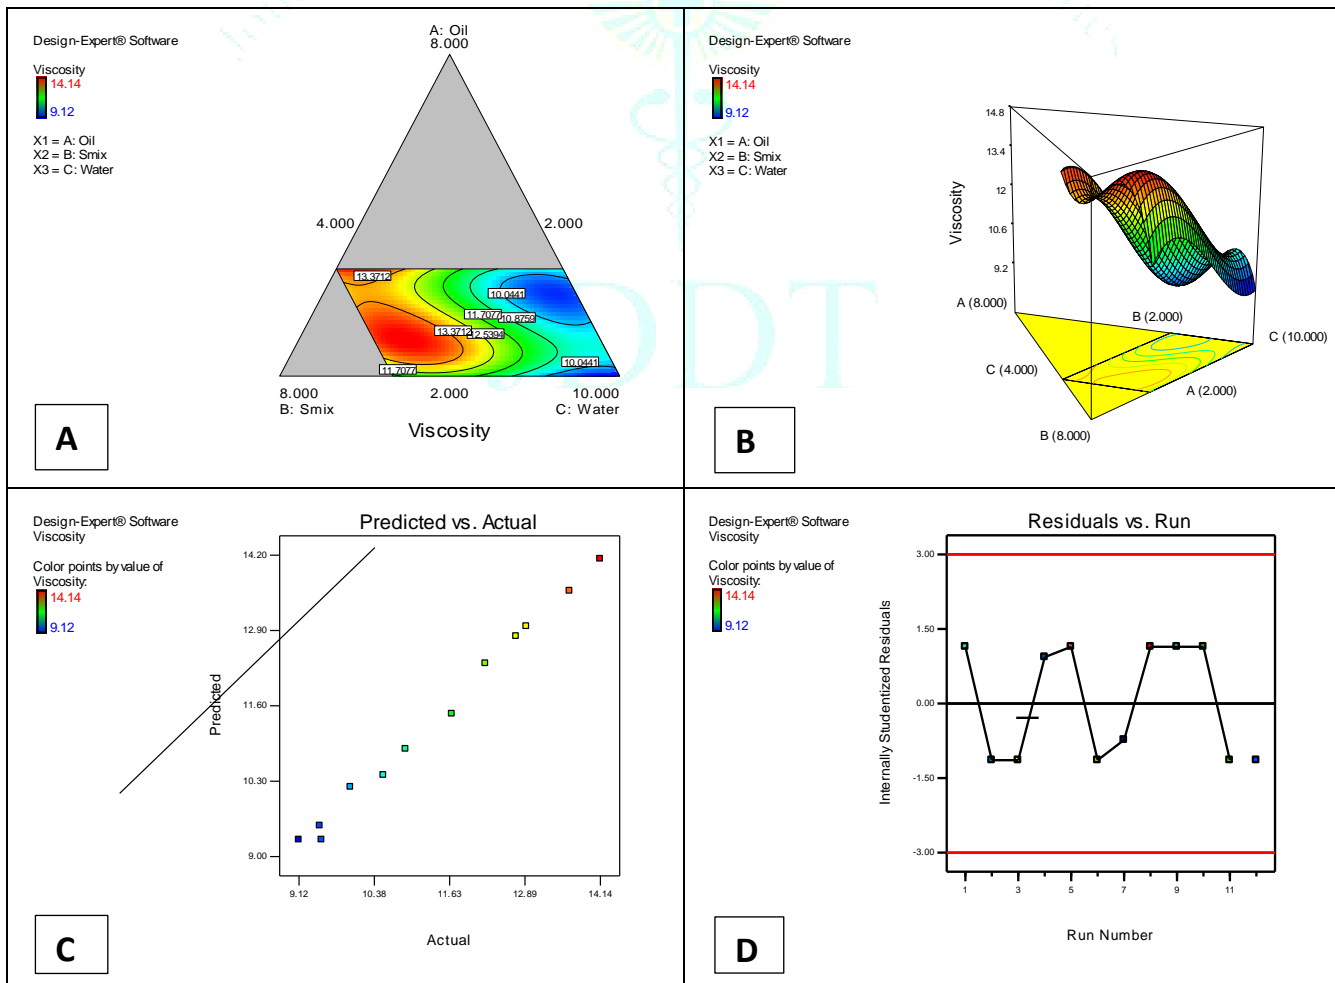 Design-Expert® Software
Viscosity
14.14
9.12
X1 = A: Oil
X2 = B: Smix
X3 = C: Water
A: Oil
8.000
4.000
2.000
13.3712
10.0441
11.7077
10.8759
13.3712
12.5394
10.0441
11.7077
8.000
2.000
10.000
B: Smix
C: Water
Viscosity
A
Design-Expert® Software
Viscosity
14.14
9.12
X1 = A: Oil
X2 = B: Smix
X3 = C: Water
14.8
13.4
12
10.6
9.2
Viscosity
A (8.000)
B (2.000)
C (10.000)
C (4.000)
A (2.000)
B (8.000)
B
Design-Expert® Software
Viscosity
Color points by value of
Viscosity:
14.14
9.12
Predicted vs. Actual
14.20
12.90
11.60
10.30
9.00
Predicted
9.12
10.38
11.63
12.89
14.14
Actual
C
Design-Expert® Software
Viscosity
Color points by value of
Viscosity:
14.14
9.12
Residuals vs. Run
3.00
1.50
0.00
-1.50
-3.00
Internally Studentized Residuals
1
3
5
7
9
11
Run Number
D
DDT